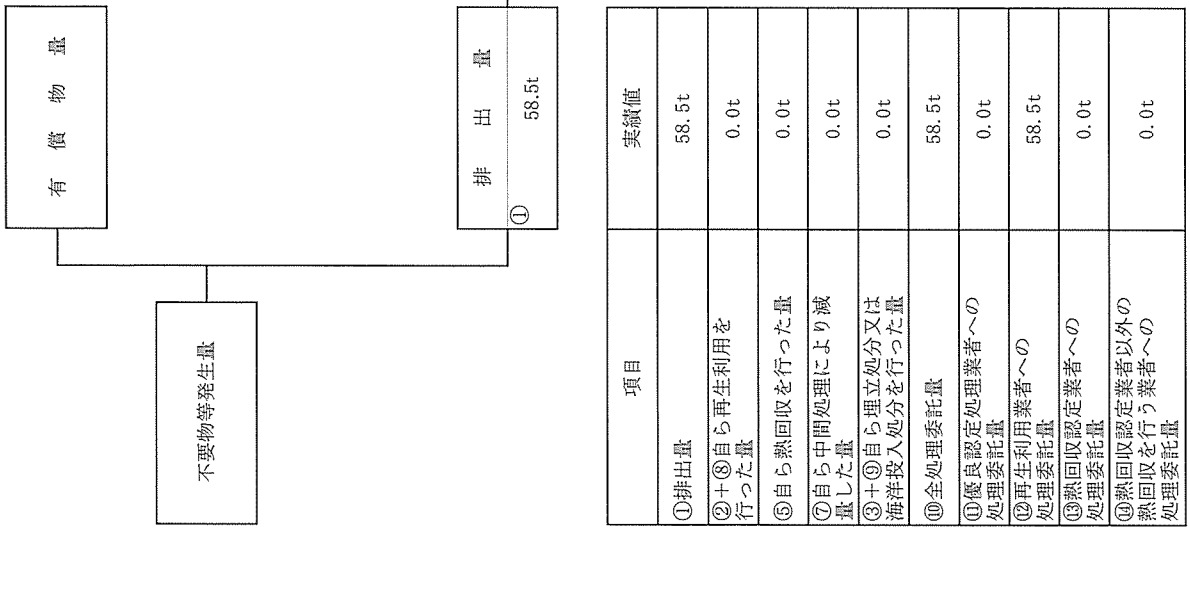 不要物等発生量
有償物量
排出量
①
58.5t
項目
実績値
①排出量
58.5t
②+⑧自ら再生利用を
行った量
0.0t
⑤自ら熱回収を行った量
0.0t
⑦自ら中間処理により減
量した量
0.0t
③+⑨自ら埋立処分又は
海洋投入処分を行った量
0.0t
⑩全処理委託量
58.5t
⑪優良認定処理業者への
処理委託量
0.0t
⑫再生利用業者への
処理委託量
58.5t
⑬熱回収認定業者への
処理委託量
0.0t
⑭熱回収認定業者以外の
熱回収を行う業者への
処理委託量
0.0t